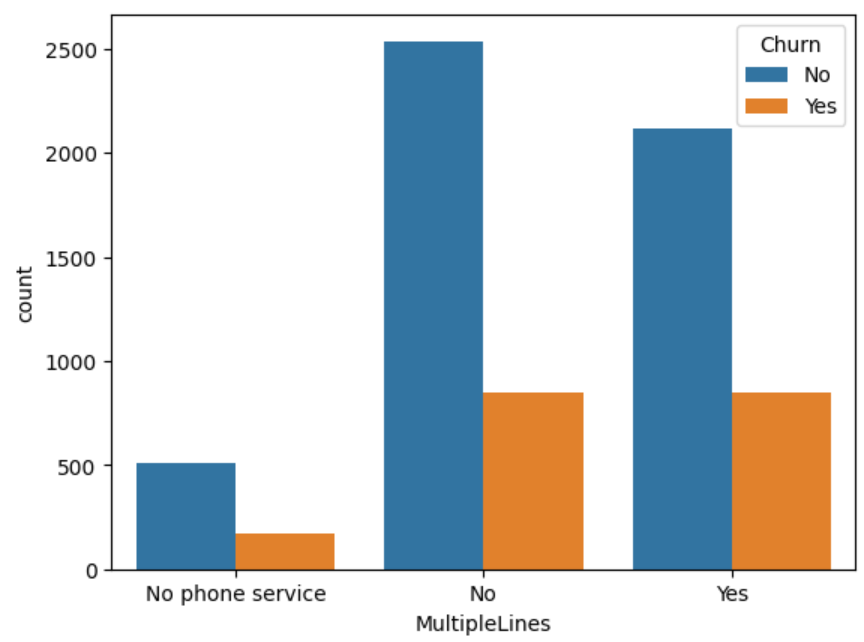 Churn
No
Yes
2500
2000
1500
1000
500
0
count
No phone service
No
Yes
MultipleLines